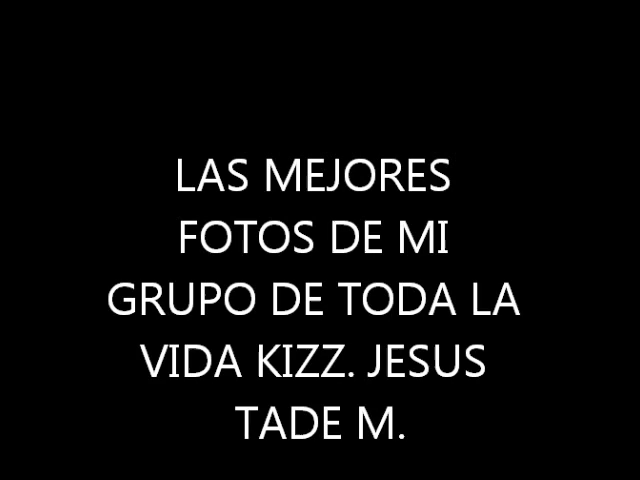 LAS MEJORES
FOTOS DE MI
GRUPO DE TODA LA
VIDA KIZZ. JESUS
TADE M.